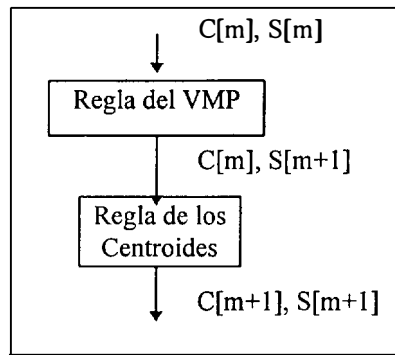 C[m], S[m]
Regla del VMP
C[m], S[m+1]
Regla de los
Centroides
C[m+1], S[m+1]